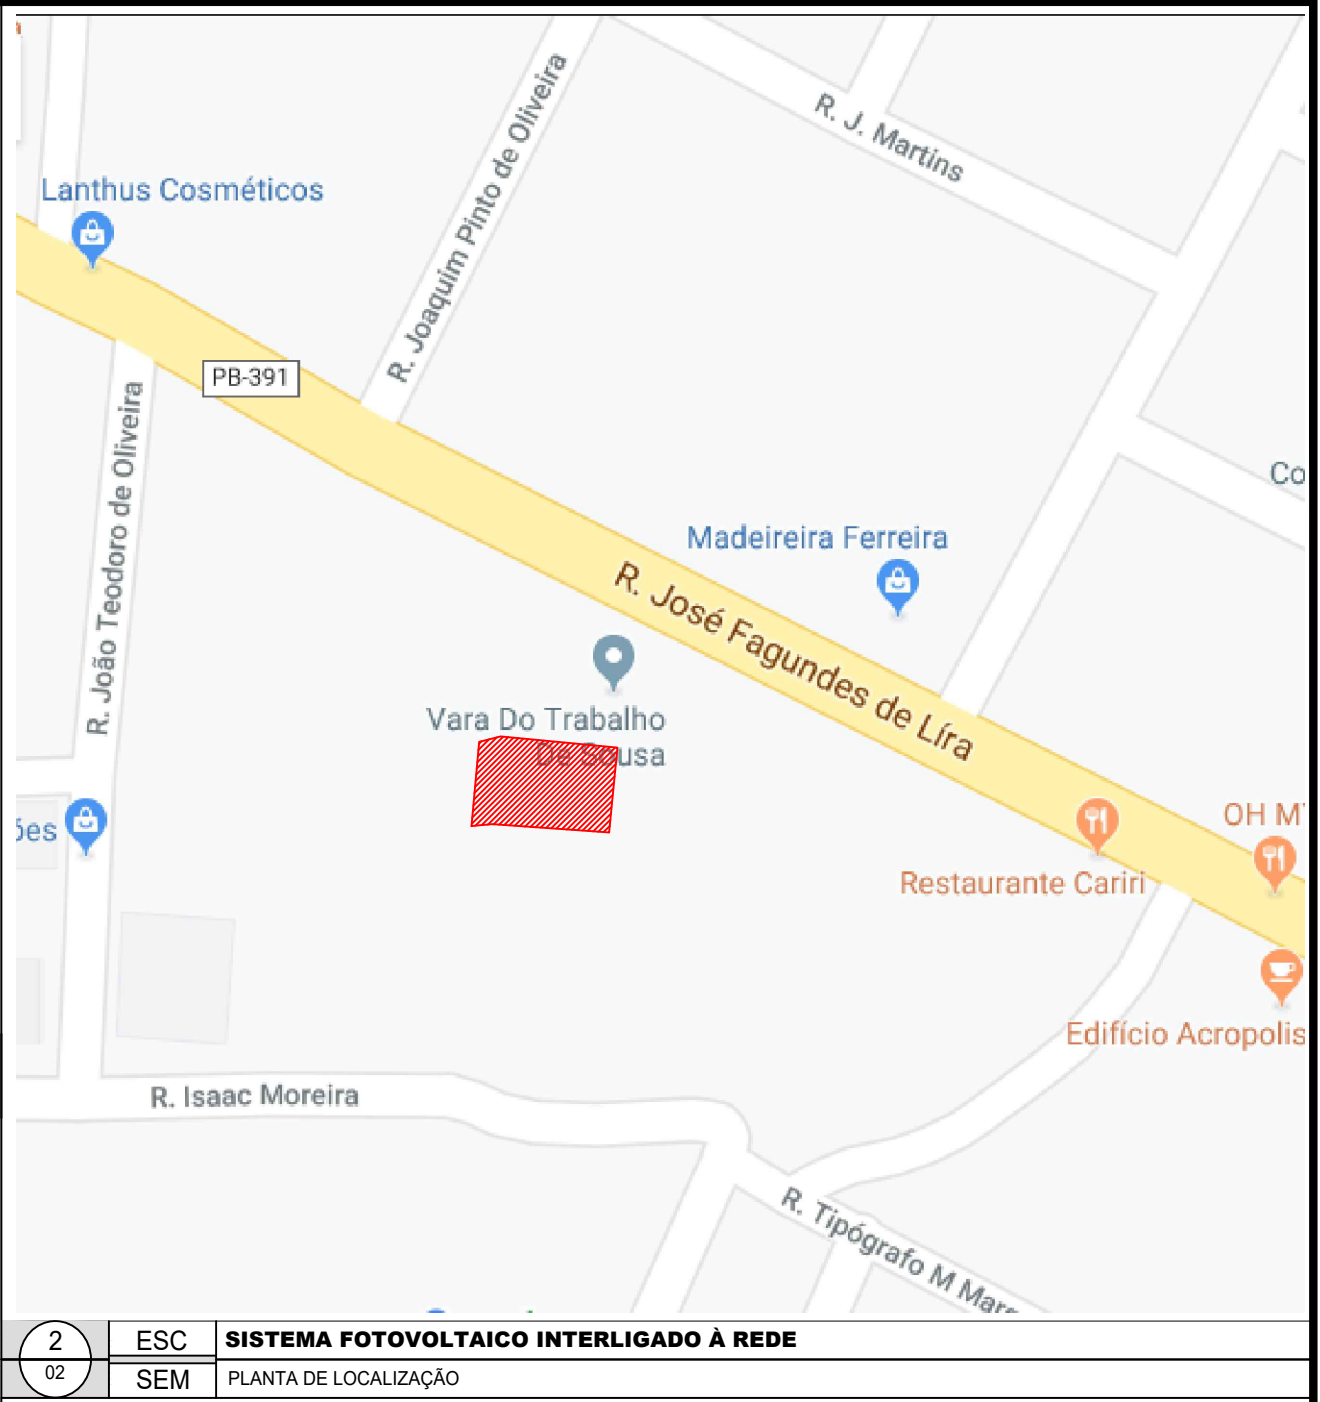 R. J. Martins
R. Joaquim Pinto de Oliveira
Lanthus Cosméticos
PB-391
R. João Teodoro de Oliveira
Co
Madeireira Ferreira
R. José Fagundes de Líra
Vara Do Trabalho
De Sousa
ões
OH M
Restaurante Cariri
Edifício Acropolis
R. Isaac Moreira
R. Tipógrafo M Mar
2
02
ESC
SEM
SISTEMA FOTOVOLTAICO INTERLIGADO À REDE
PLANTA DE LOCALIZAÇÃO